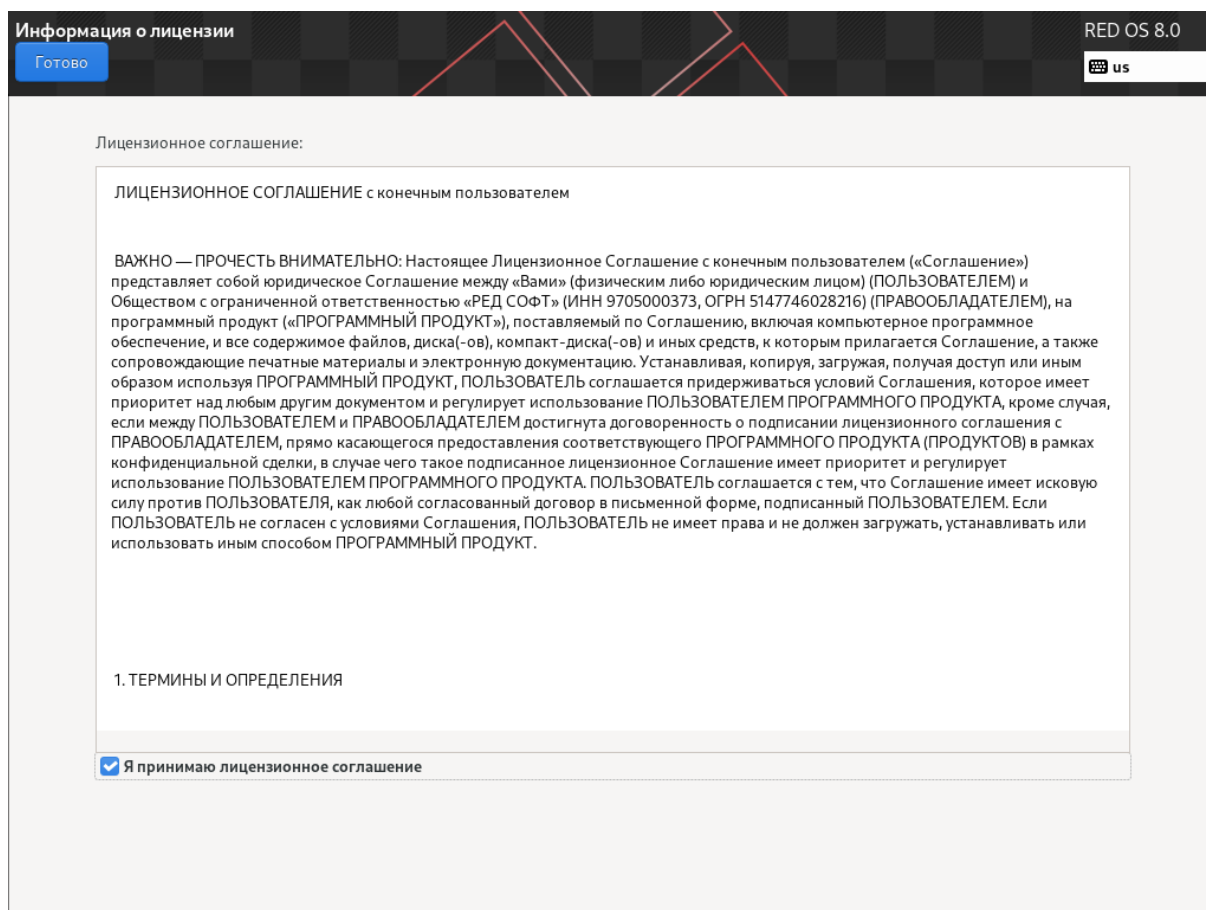 Информация о лицензии
RED OS 8.0
Готово
us
Лицензионное соглашение:
ЛИЦЕНЗИОННОЕ СОГЛАШЕНИЕ с конечным пользователем
ВАЖНО — ПРОЧЕСТЬ ВНИМАТЕЛЬНО: Настоящее Лицензионное Соглашение с конечным пользователем («Соглашение»)
представляет собой юридическое Соглашение между «Вами» (физическим либо юридическим лицом) (ПОЛЬЗОВАТЕЛЕМ) и
Обществом с ограниченной ответственностью «РЕД СОФТ» (ИНН 9705000373, ОГРН 5147746028216) (ПРАВООБЛАДАТЕЛЕМ), на
программный продукт («ПРОГРАММНЫЙ ПРОДУКТ»), поставляемый по Соглашению, включая компьютерное программное
обеспечение, и все содержимое файлов, диска(-ов), компакт-диска(-ов) и иных средств, к которым прилагается Соглашение, а также
сопровождающие печатные материалы и электронную документацию. Устанавливая, копируя, загружая, получая доступ или иным
образом используя ПРОГРАММНЫЙ ПРОДУКТ, ПОЛЬЗОВАТЕЛЬ соглашается придерживаться условий Соглашения, которое имеет
приоритет над любым другим документом и регулирует использование ПОЛЬЗОВАТЕЛЕМ ПРОГРАММНОГО ПРОДУКТА, кроме случая,
если между ПОЛЬЗОВАТЕЛЕМ и ПРАВООБЛАДАТЕЛЕМ достигнута договоренность о подписании лицензионного соглашения с
ПРАВООБЛАДАТЕЛЕМ, прямо касающегося предоставления соответствующего ПРОГРАММНОГО ПРОДУКТА (ПРОДУКТОВ) в рамках
конфиденциальной сделки, в случае чего такое подписанное лицензионное Соглашение имеет приоритет и регулирует
использование ПОЛЬЗОВАТЕЛЕМ ПРОГРАММНОГО ПРОДУКТА. ПОЛЬЗОВАТЕЛЬ соглашается с тем, что Соглашение имеет исковую
силу против ПОЛЬЗОВАТЕЛЯ, как любой согласованный договор в письменной форме, подписанный ПОЛЬЗОВАТЕЛЕМ. Если
ПОЛЬЗОВАТЕЛЬ не согласен с условиями Соглашения, ПОЛЬЗОВАТЕЛЬ не имеет права и не должен загружать, устанавливать или
использовать иным способом ПРОГРАММНЫЙ ПРОДУКТ.
1. ТЕРМИНЫ И ОПРЕДЕЛЕНИЯ
Я принимаю лицензионное соглашение